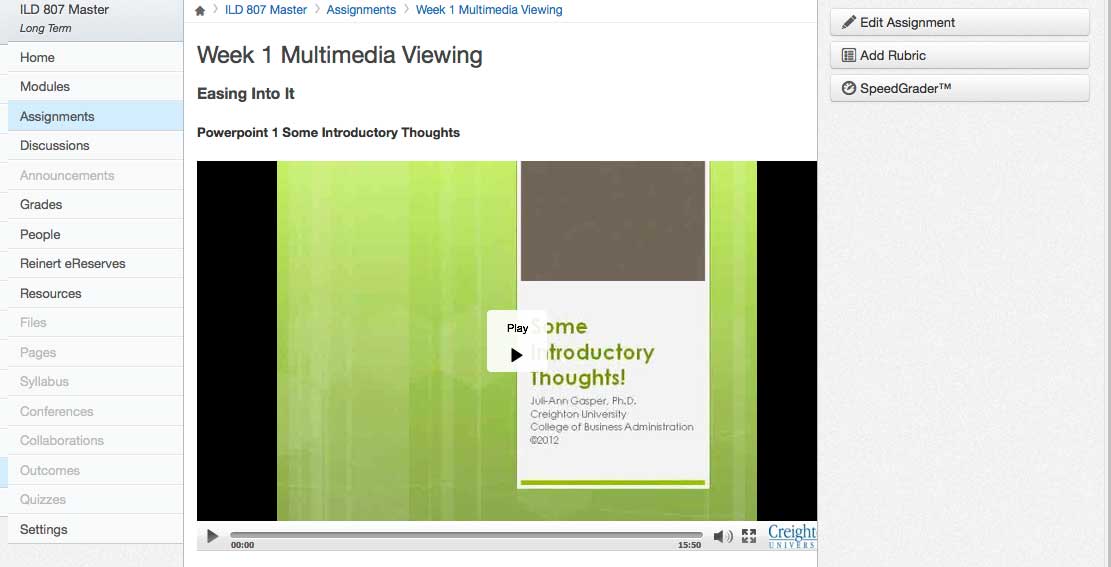 ILD 807 Master
Long Term
Home
Modules
Assignments
Discussions
Announcements
Grades
People
Reinert eReserves
Resources
Files
Pages
Syllabus
Conferences
Collaborations
Outcomes
Quizzes
Settings
ILD 807 Master > Assignments > Week 1 Multimedia Viewing
Week 1 Multimedia Viewing
Easing Into It
Powerpoint 1 Some Introductory Thoughts
Play
Some
Introductory
Thoughts!
Juli-Ann Gasper, Ph.D.
Creighton University
College of Business Administration
©2012
00:00
15:50
Creight
UNIVERS
Edit Assignment
Add Rubric
SpeedGrader™